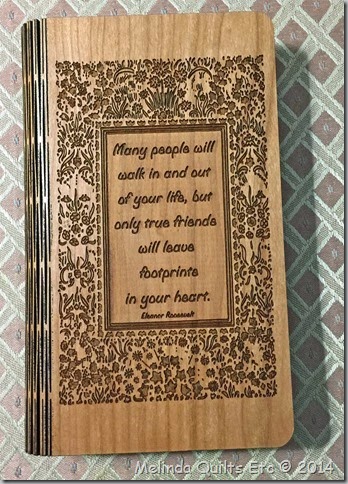 Many people will
walk in and out
of your life, but
only true friends
will leave
footprints
in your heart.
Eleanor Roosevelt
Melinda Quilts Etc © 2014